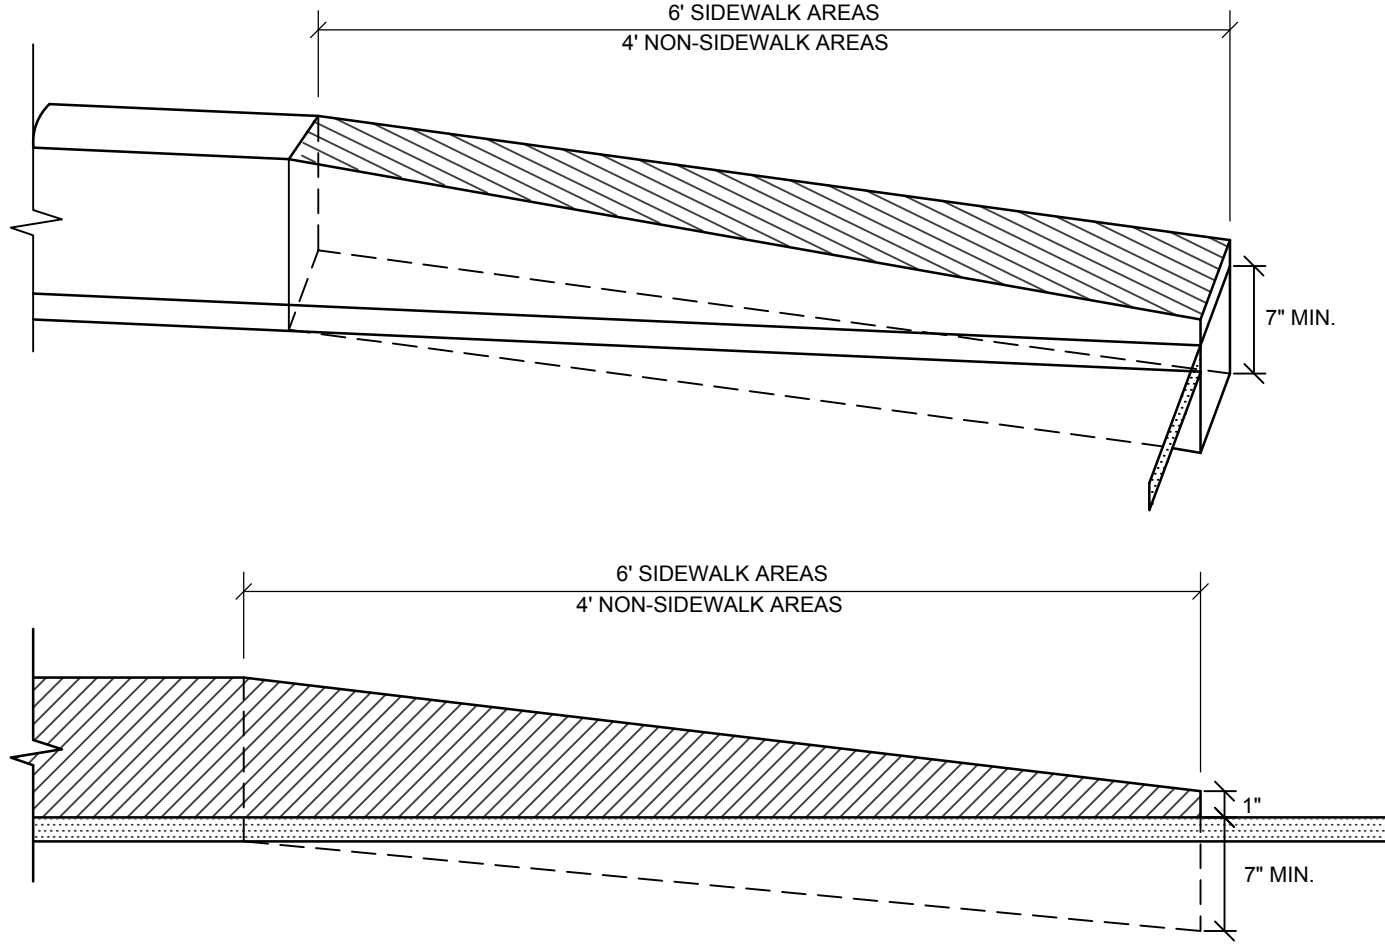 6' SIDEWALK AREAS
4' NON-SIDEWALK AREAS
7" MIN.
6' SIDEWALK AREAS
4' NON-SIDEWALK AREAS
1"
7" MIN.